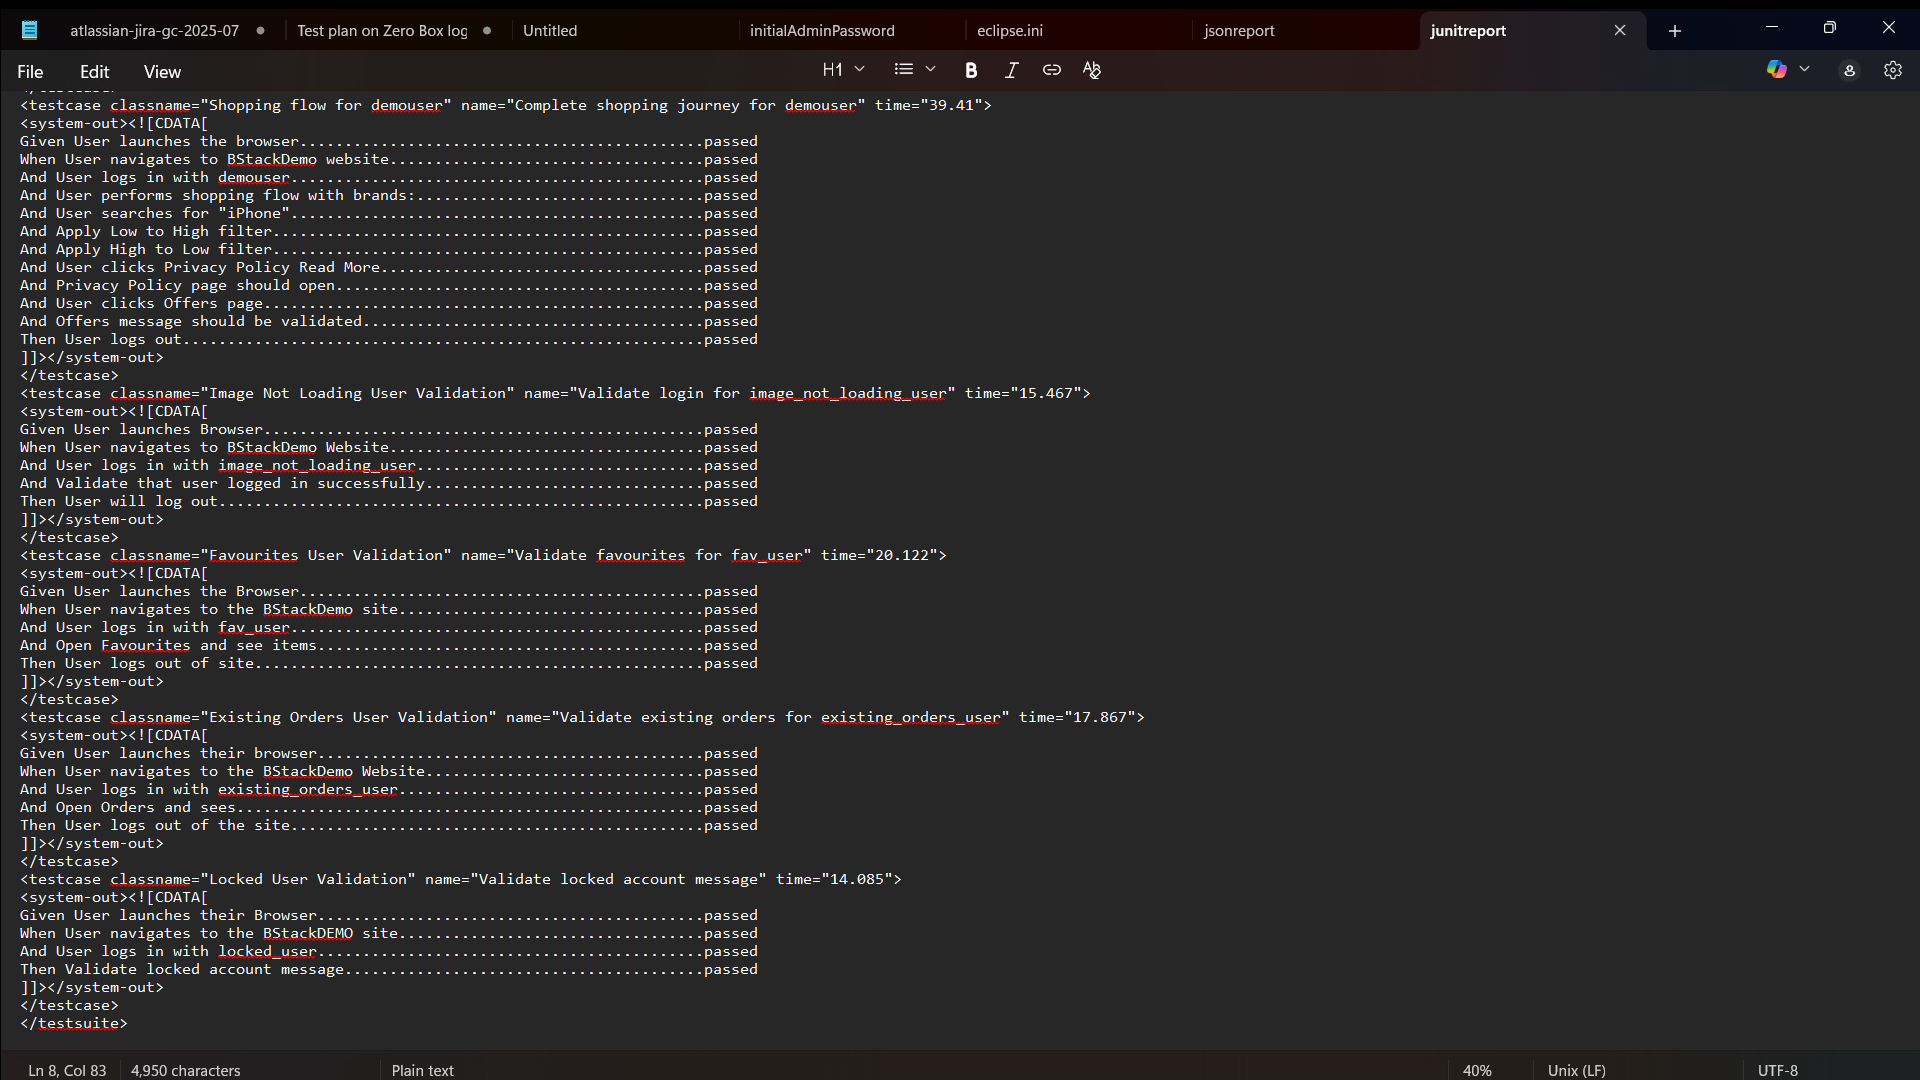 atlassian-jira-gc-2025-07
Test plan on Zero Box log
Untitled
initialAdminPassword
eclipse.ini
jsonreport
junitreport
File Edit View
H1
<testcase classname="Shopping flow for demouser" name="Complete shopping journey for demouser" time="39.41">
<system-out><![CDATA[
Given User launches the browser.............................................passed
When User navigates to BStackDemo website...................................passed
And User logs in with demouser..............................................passed
And User performs shopping flow with brands:................................passed
And User searches for "iPhone"..............................................passed
And Apply Low to High filter................................................passed
And Apply High to Low filter................................................passed
And User clicks Privacy Policy Read More....................................passed
And Privacy Policy page should open.........................................passed
And User clicks Offers page.................................................passed
And Offers message should be validated......................................passed
Then User logs out..........................................................passed
]]></system-out>
</testcase>
<testcase classname="Image Not Loading User Validation" name="Validate login for image_not_loading_user" time="15.467">
<system-out><![CDATA[
Given User launches Browser.................................................passed
When User navigates to BStackDemo Website...................................passed
And User logs in with image_not_loading_user................................passed
And Validate that user logged in successfully...............................passed
Then User will log out......................................................passed
]]></system-out>
</testcase>
<testcase classname="Favourites User Validation" name="Validate favourites for fav_user" time="20.122">
<system-out><![CDATA[
Given User launches the Browser.............................................passed
When User navigates to the BStackDemo site..................................passed
And User logs in with fav_user..............................................passed
And Open Favourites and see items...........................................passed
Then User logs out of site..................................................passed
]]></system-out>
</testcase>
<testcase classname="Existing Orders User Validation" name="Validate existing orders for existing_orders_user" time="17.867">
<system-out><![CDATA[
Given User launches their browser...........................................passed
When User navigates to the BStackDemo Website...............................passed
And User logs in with existing_orders_user..................................passed
And Open Orders and sees....................................................passed
Then User logs out of the site..............................................passed
]]></system-out>
</testcase>
<testcase classname="Locked User Validation" name="Validate locked account message" time="14.085">
<system-out><![CDATA[
Given User launches their Browser...........................................passed
When User navigates to the BStackDEMO site..................................passed
And User logs in with locked_user...........................................passed
Then Validate locked account message........................................passed
]]></system-out>
</testcase>
</testsuite>
Ln 8, Col 83 4,950 characters Plain text 40% Unix (LF) UTF-8